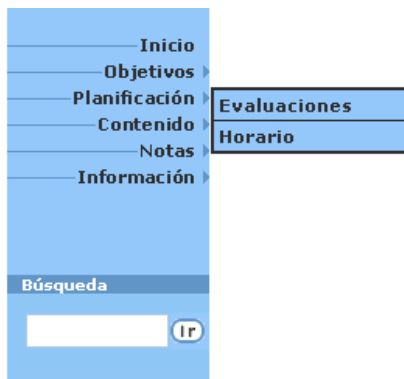 Inicio
Objetivos
Planificación
Evaluaciones
Contenido
Horario
Notas
Información
Búsqueda
Ir